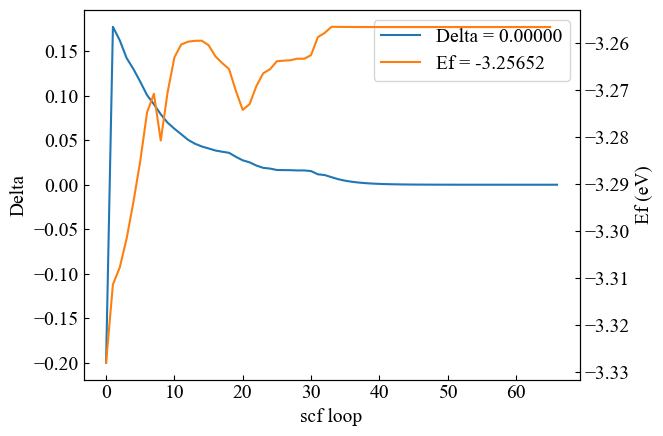 Delta = 0.00000
Ef = -3.25652
0.15
0.10
0.05
0.00
−0.05
−0.10
−0.15
−0.20
Delta
−3.26
−3.27
−3.28
−3.29
−3.30
−3.31
−3.32
−3.33
Ef (eV)
0 10 20 30 40 50 60
scf loop